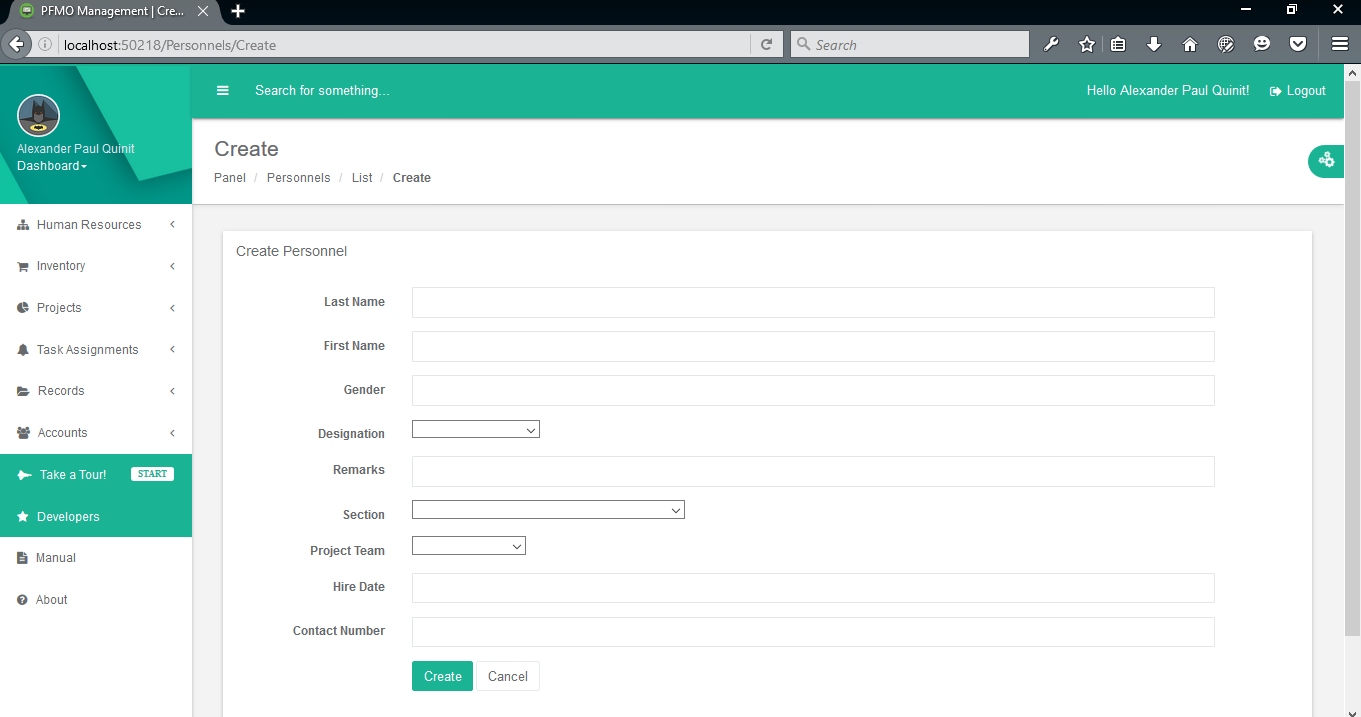 PFMO Management | Cre...
localhost:50218/Personnels/Create
Search
Search for something...
Hello Alexander Paul Quinit!
Logout
Alexander Paul Quinit
Dashboard
Create
Panel / Personnels / List / Create
Human Resources
Inventory
Projects
Task Assignments
Records
Accounts
Take a Tour! START
Developers
Manual
About
Create Personnel
Last Name
First Name
Gender
Designation
Remarks
Section
Project Team
Hire Date
Contact Number
Create Cancel